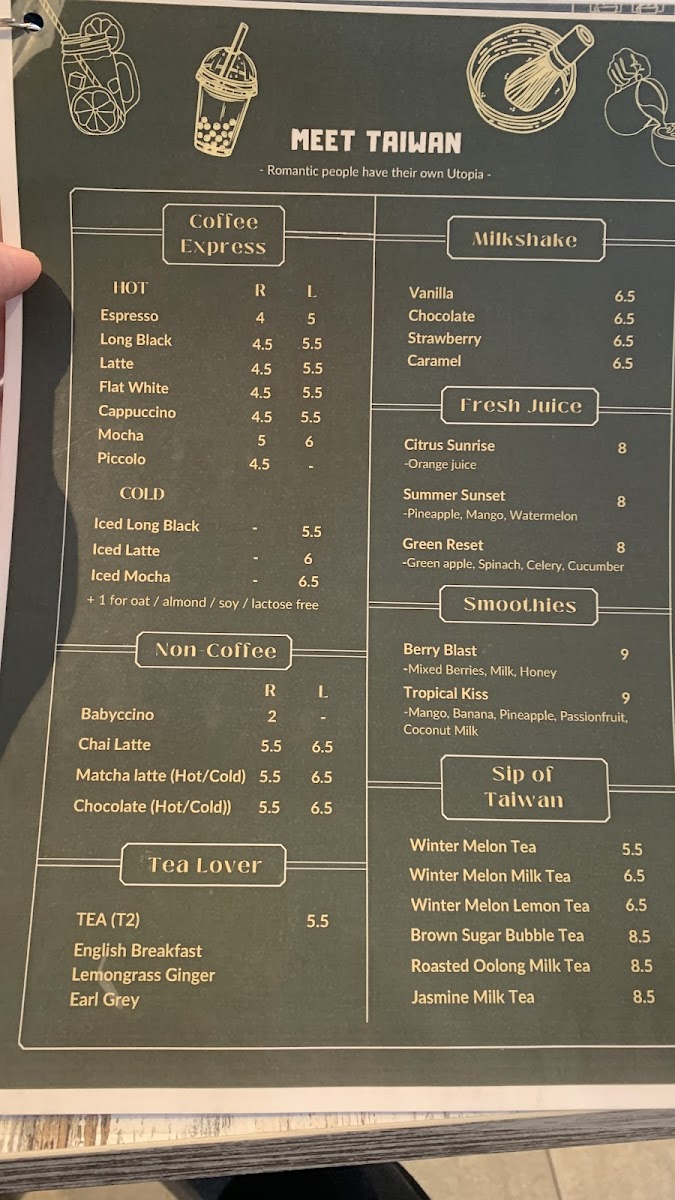 MEET TAIWAN
- Romantic people have their own Utopia -
Coffee
Express
HOT R L
Espresso 4 5
Long Black 4.5 5.5
Latte 4.5 5.5
Flat White 4.5 5.5
Cappuccino 4.5 5.5
Mocha 5 6
Piccolo 4.5 -
COLD
Iced Long Black - 5.5
Iced Latte - 6
Iced Mocha - 6.5
+ 1 for oat / almond / soy / lactose free
Non-Coffee
R L
Babyccino 2 -
Chai Latte 5.5 6.5
Matcha latte (Hot/Cold) 5.5 6.5
Chocolate (Hot/Cold)) 5.5 6.5
Tea Lover
TEA (T2) 5.5
English Breakfast
Lemongrass Ginger
Earl Grey
Milkshake
Vanilla 6.5
Chocolate 6.5
Strawberry 6.5
Caramel 6.5
Fresh Juice
Citrus Sunrise 8
-Orange juice
Summer Sunset 8
-Pineapple, Mango, Watermelon
Green Reset 8
-Green apple, Spinach, Celery, Cucumber
Smoothies
Berry Blast 9
-Mixed Berries, Milk, Honey
Tropical Kiss 9
-Mango, Banana, Pineapple, Passionfruit,
Coconut Milk
Sip of
Taiwan
Winter Melon Tea 5.5
Winter Melon Milk Tea 6.5
Winter Melon Lemon Tea 6.5
Brown Sugar Bubble Tea 8.5
Roasted Oolong Milk Tea 8.5
Jasmine Milk Tea 8.5